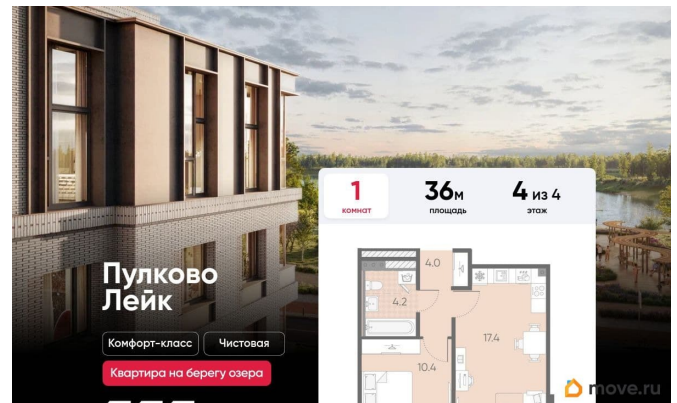 1
комнат
36м
площадь
4 из 4
этаж
Пулково
Лейк
Комфорт-класс
Чистовая
Квартира на берегу озера
4.0
4.2
17.4
10.4
move.ru